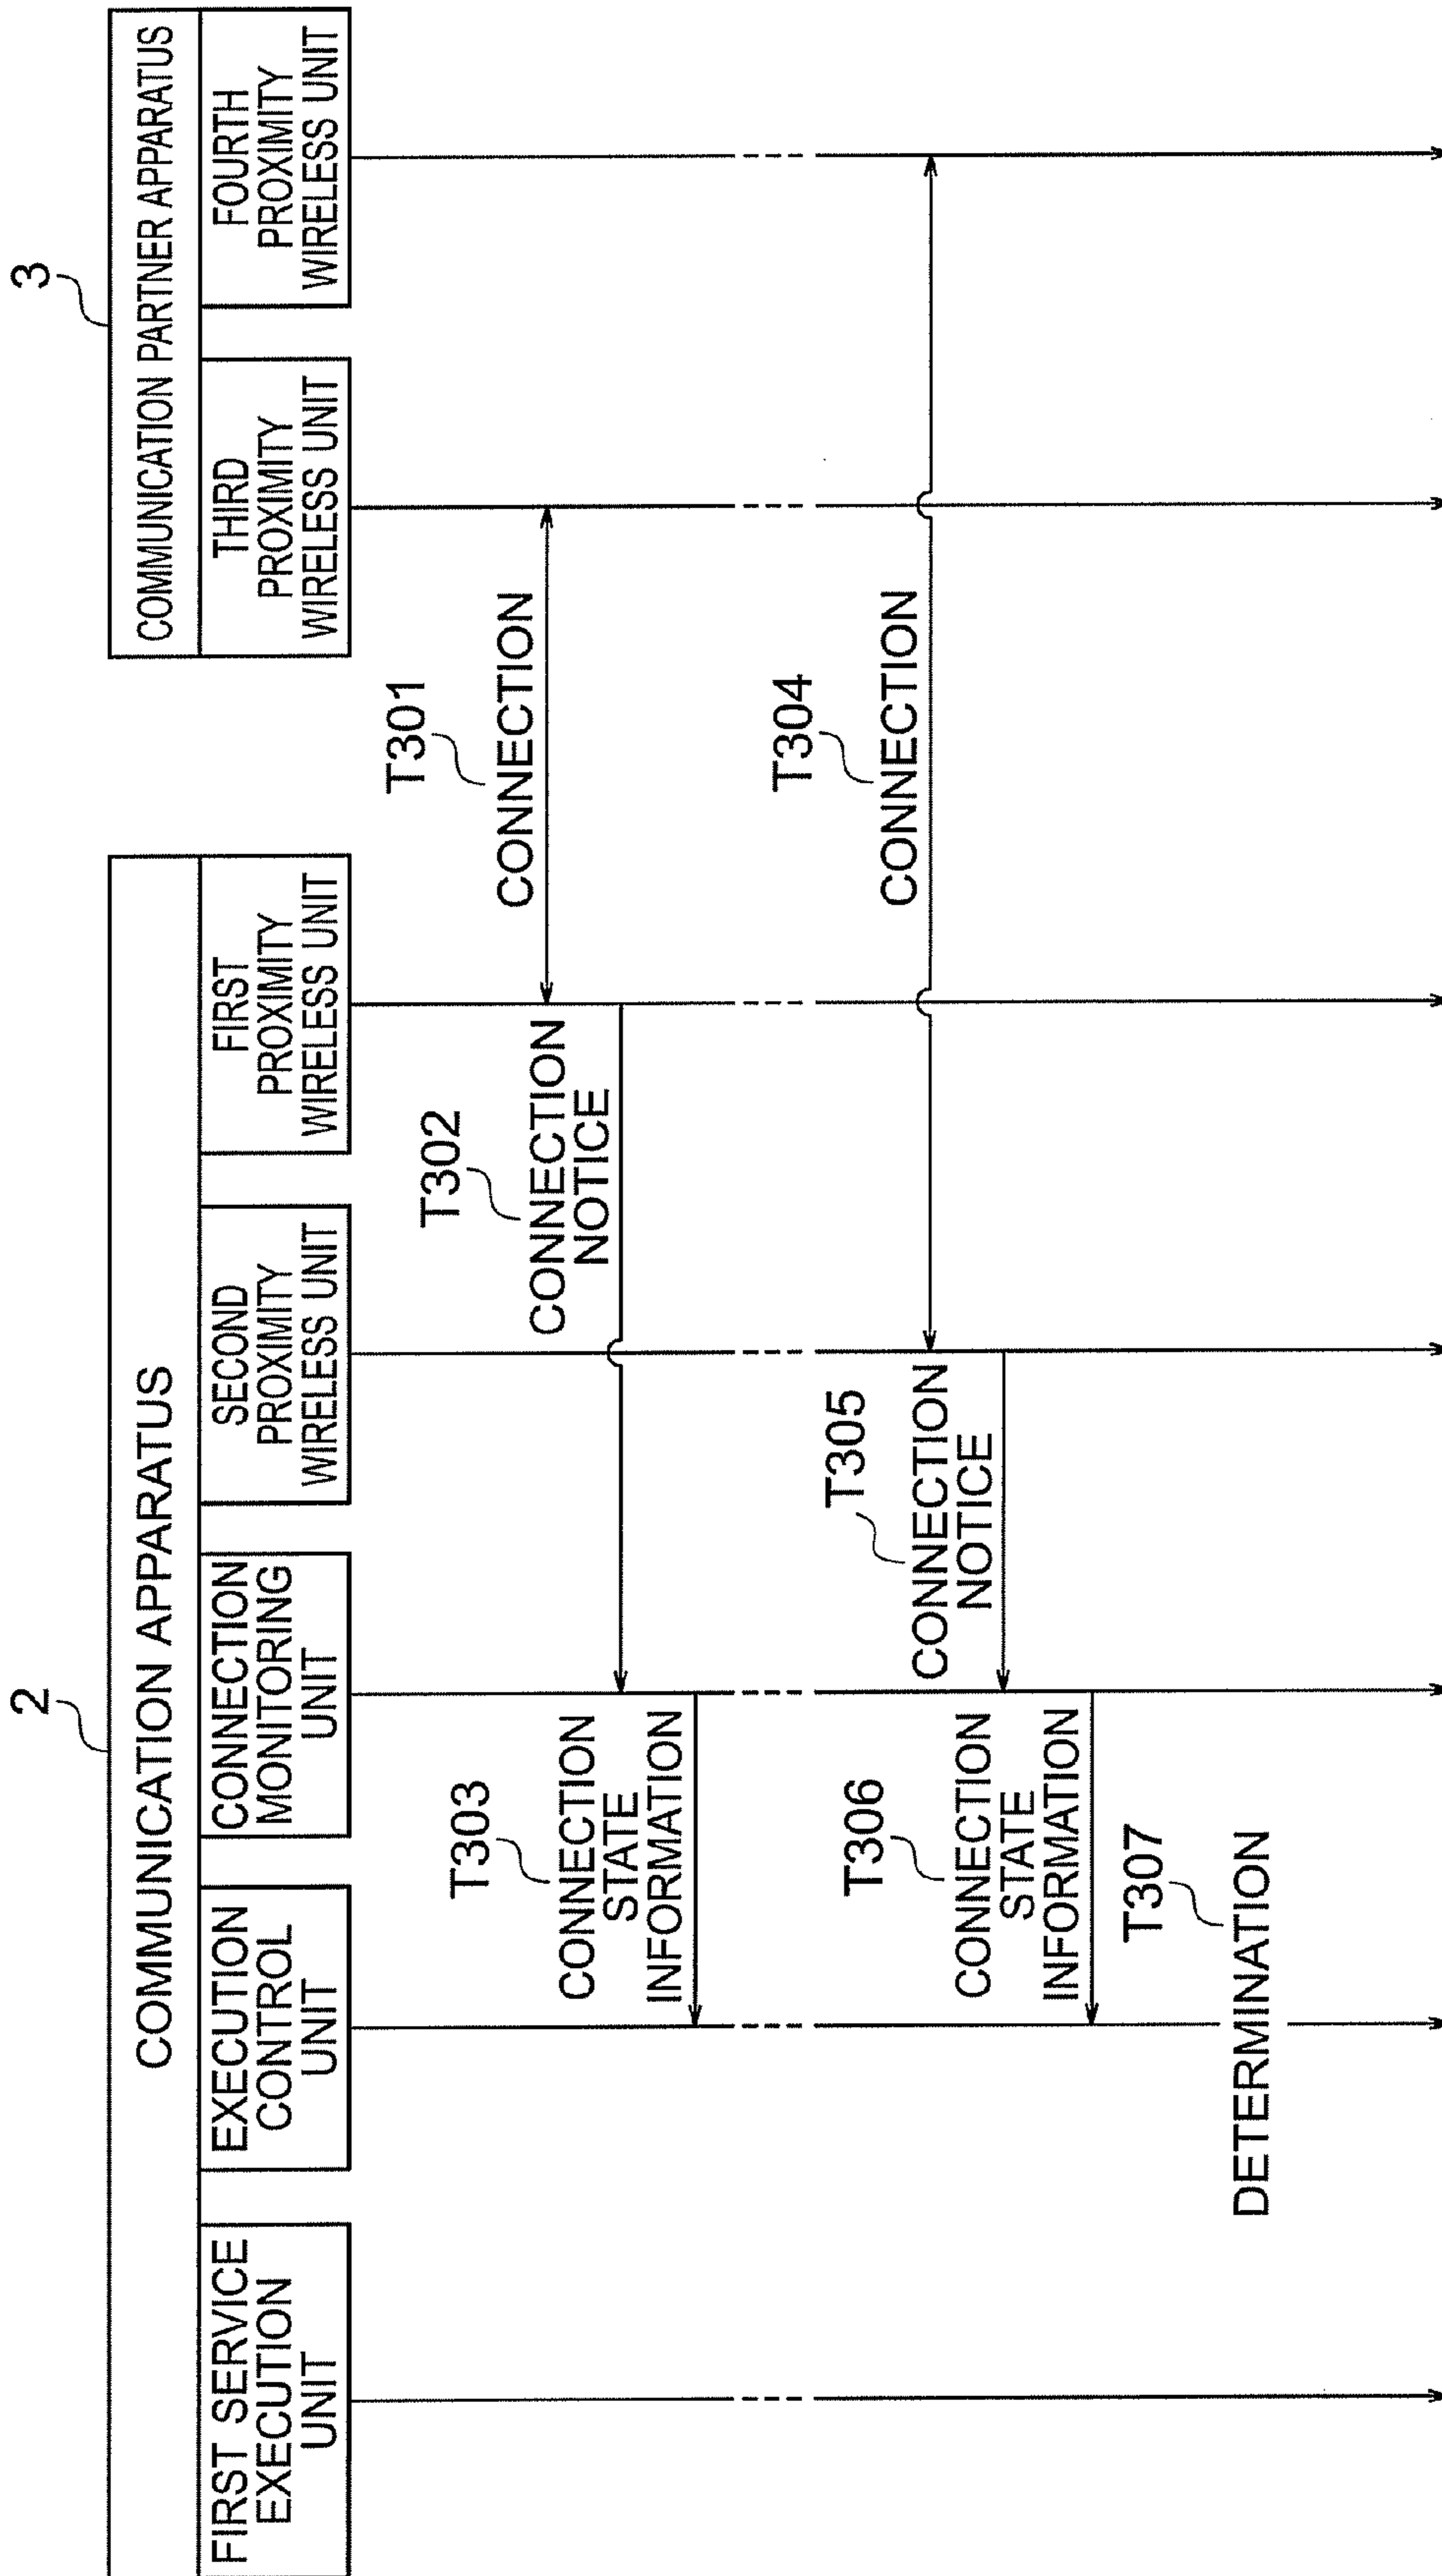 2
COMMUNICATION APPARATUS
FIRST SERVICE
EXECUTION
UNIT
EXECUTION
CONTROL
UNIT
CONNECTION
MONITORING
UNIT
SECOND
PROXIMITY
WIRELESS UNIT
FIRST
PROXIMITY
WIRELESS UNIT
3
COMMUNICATION PARTNER APPARATUS
THIRD
PROXIMITY
WIRELESS UNIT
FOURTH
PROXIMITY
WIRELESS UNIT
T301
CONNECTION
T302
CONNECTION
NOTICE
T303
CONNECTION
STATE
INFORMATION
T304
CONNECTION
T305
CONNECTION
NOTICE
T306
CONNECTION
STATE
INFORMATION
T307
DETERMINATION